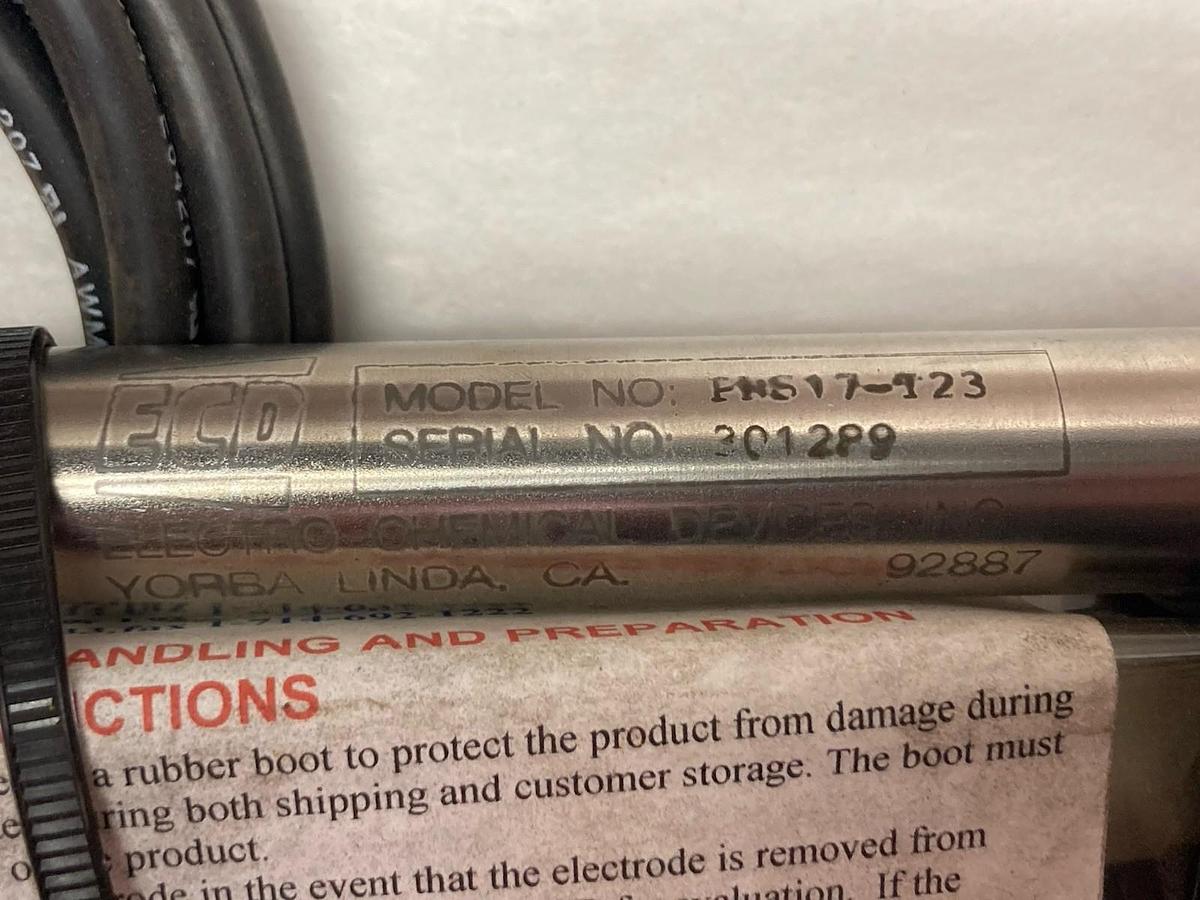 ECD
MODEL NO: PHS17-T23
SERIAL NO: 301289
ELECTRO-CHEMICAL DEVICES, INC.
YORBA LINDA, CA. 92887
ANDLING AND PREPARATION
CTIONS
a rubber boot to protect the product from damage during
ring both shipping and customer storage. The boot must
product.
in the event that the electrode is removed from
If the
AWM